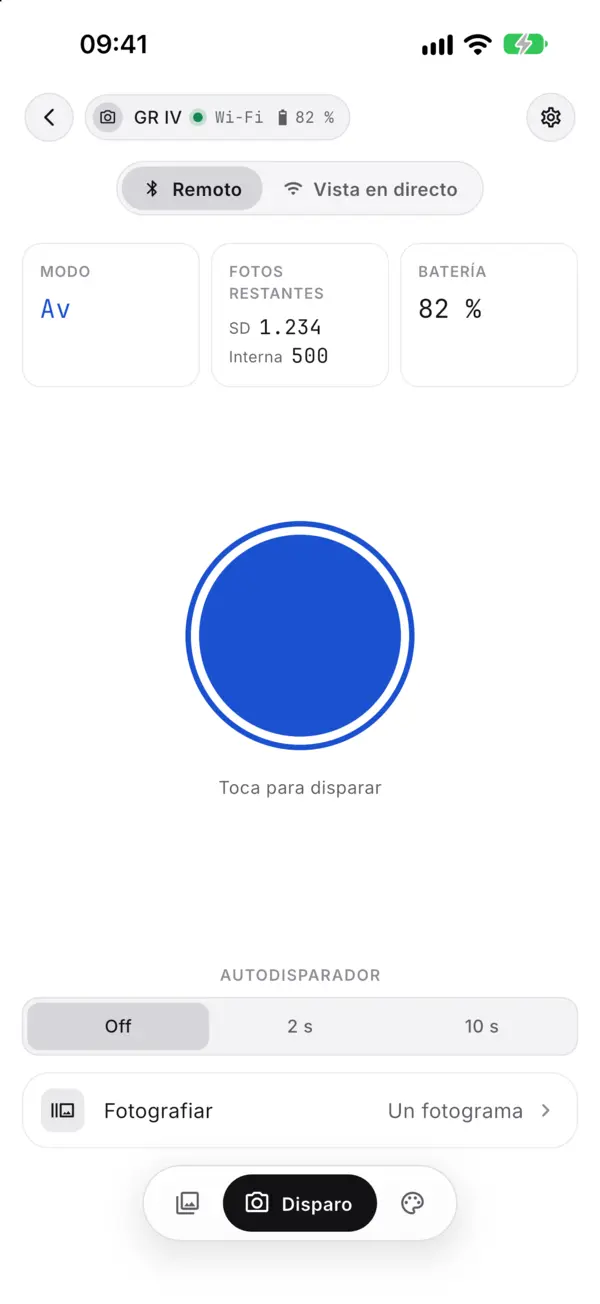 09:41
GR IV Wi-Fi 82 %
Remoto Vista en directo
MODO
Av
FOTOS
RESTANTES
SD 1.234
Interna 500
BATERÍA
82 %
Toca para disparar
AUTODISPARADOR
Off 2 s 10 s
Fotografiar Un fotograma
Disparo